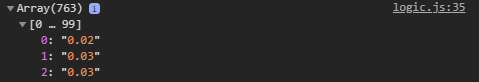 ▼Array(763) i logic.js:35
▼[0 … 99]
0: "0.02"
1: "0.03"
2: "0.03"